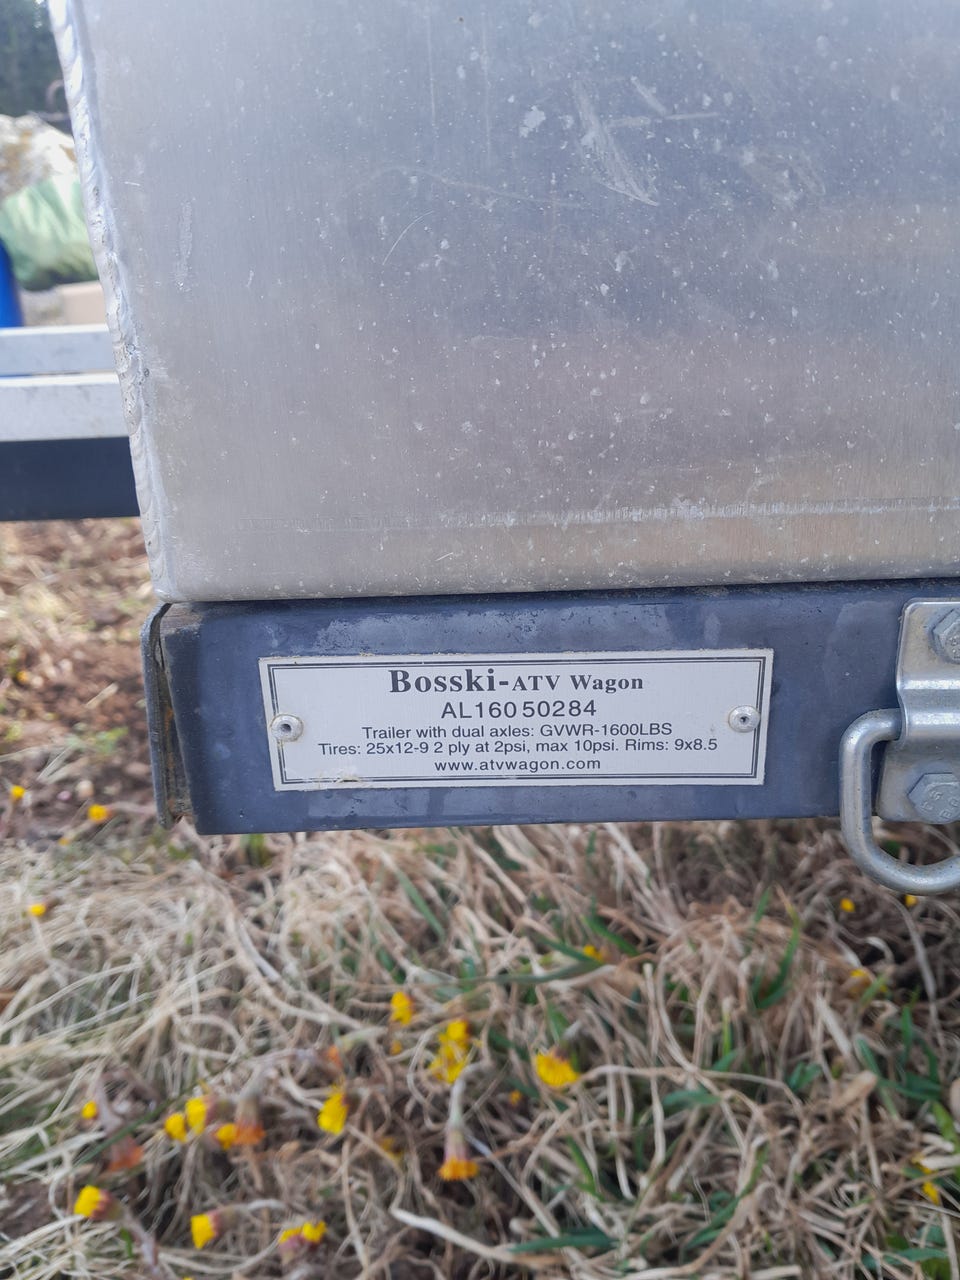 Bosski-ATV Wagon
AL16050284
Trailer with dual axles: GVWR-1600LBS
Tires: 25x12-9 2 ply at 2psi, max 10psi. Rims: 9x8.5
www.atvwagon.com